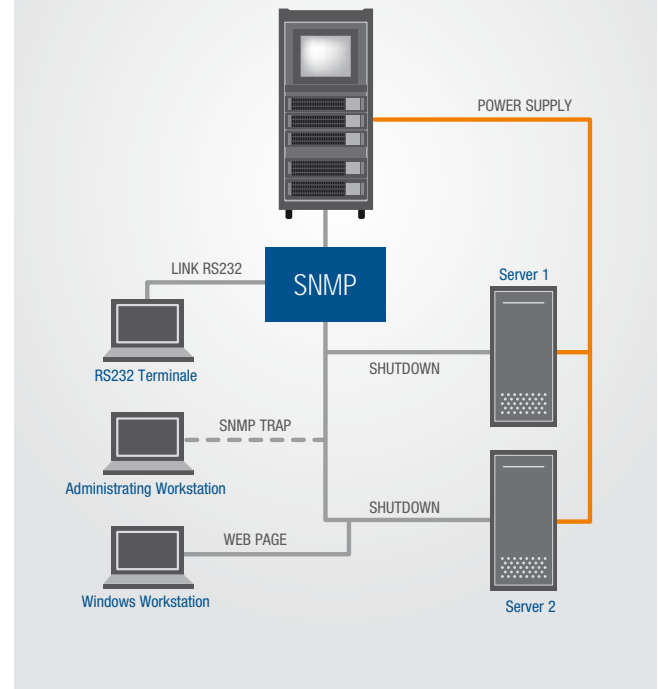 POWER SUPPLY
LINK RS232
SNMP
Server 1
RS232 Terminale
SHUTDOWN
SNMP TRAP
Administrating Workstation
SHUTDOWN
WEB PAGE
Windows Workstation
Server 2